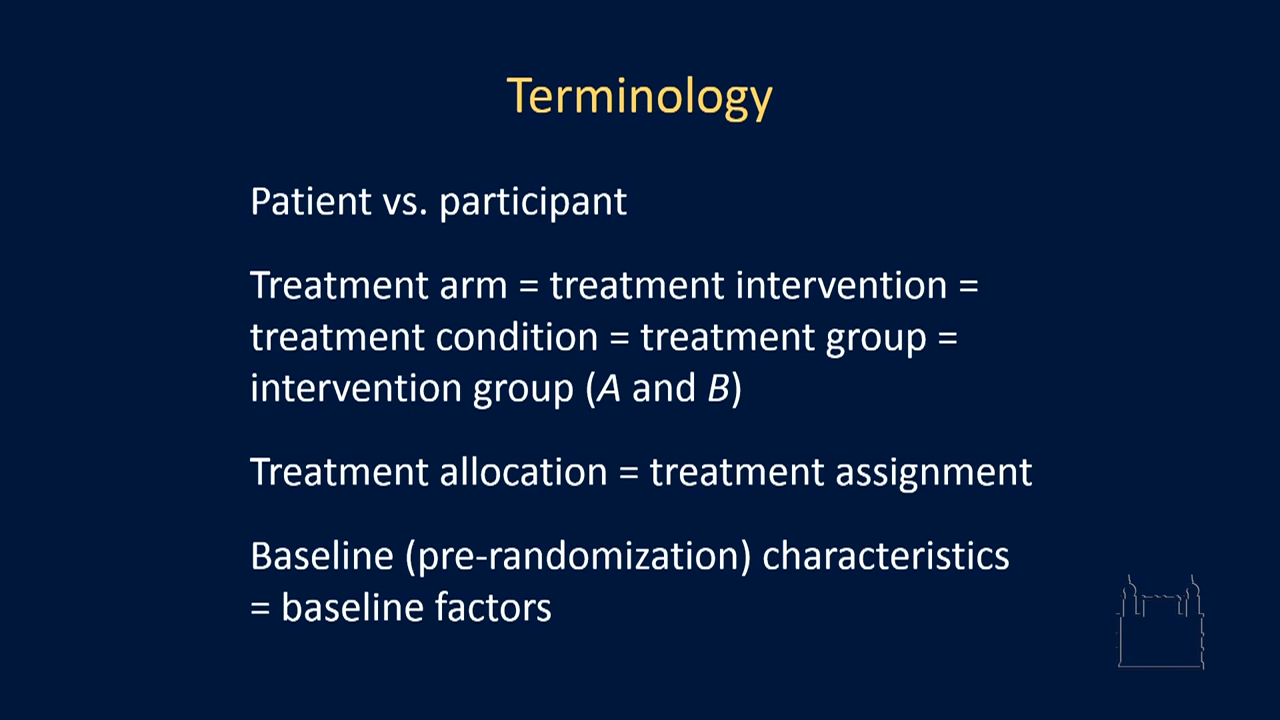 Terminology
Patient vs. participant
Treatment arm = treatment intervention =
treatment condition = treatment group =
intervention group (A and B)
Treatment allocation = treatment assignment
Baseline (pre-randomization) characteristics
= baseline factors